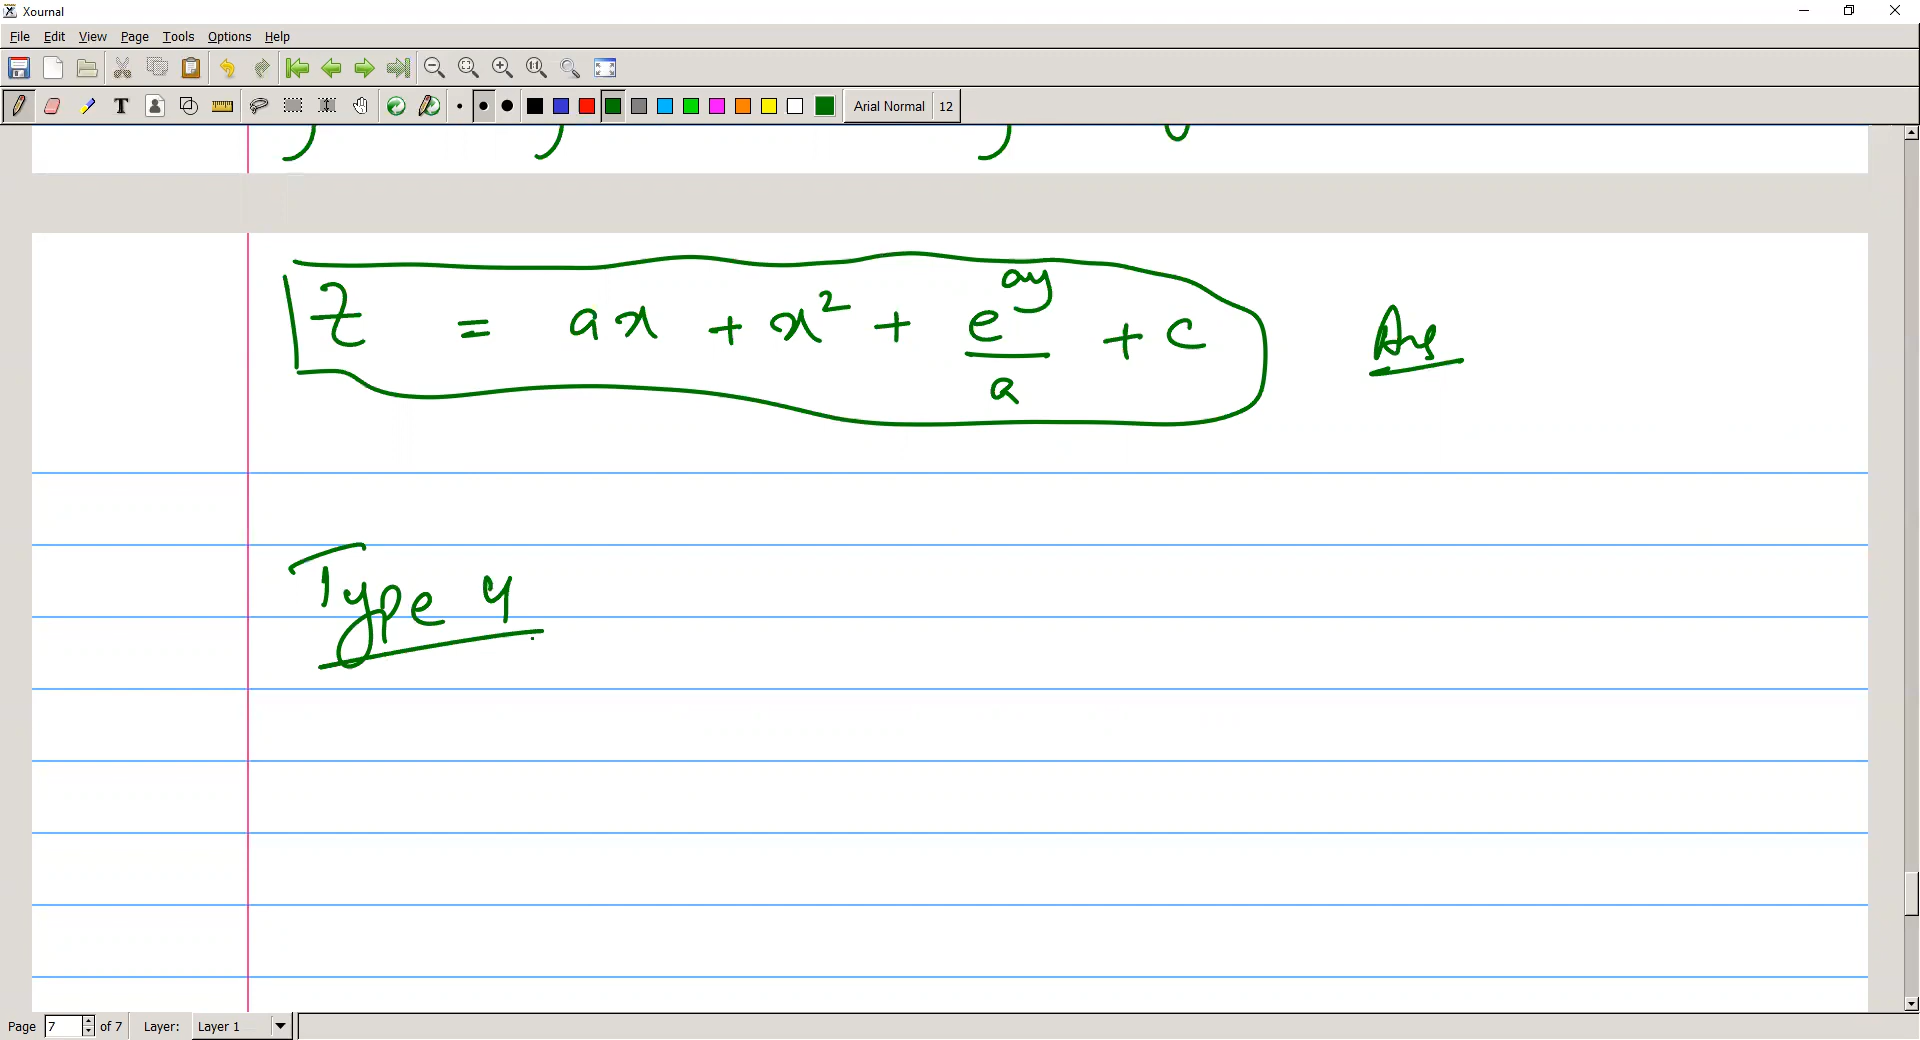 Xournal
File Edit View Page Tools Options Help
Arial Normal 12
Z = ax + x² + e^{ay}/a + c Ans
Type 4
Page 7 of 7 Layer: Layer 1